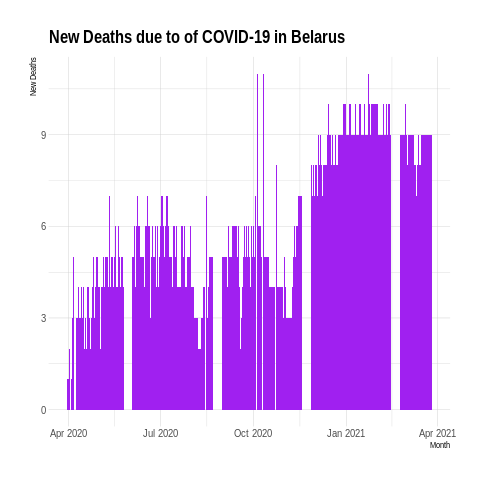 New Deaths due to of COVID-19 in Belarus
New Deaths
9
6
3
0
Apr 2020 Jul 2020 Oct 2020 Jan 2021 Apr 2021
Month